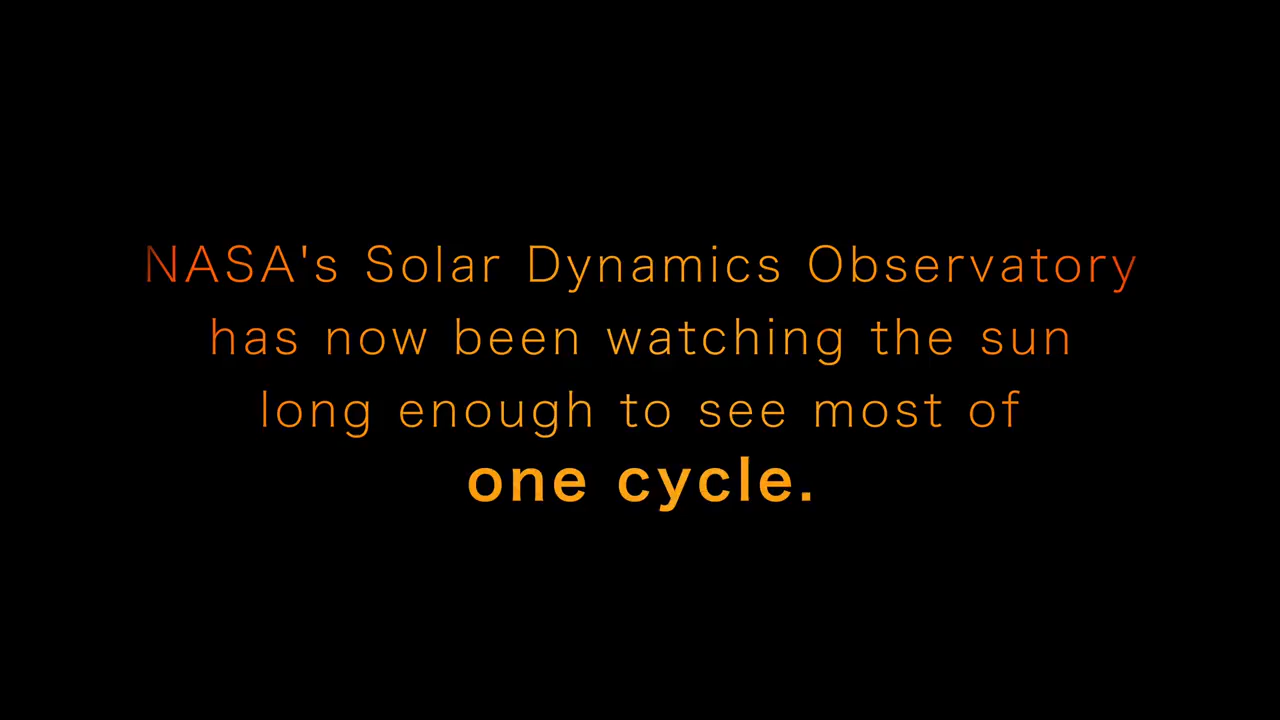 NASA's Solar Dynamics Observatory
has now been watching the sun
long enough to see most of
one cycle.